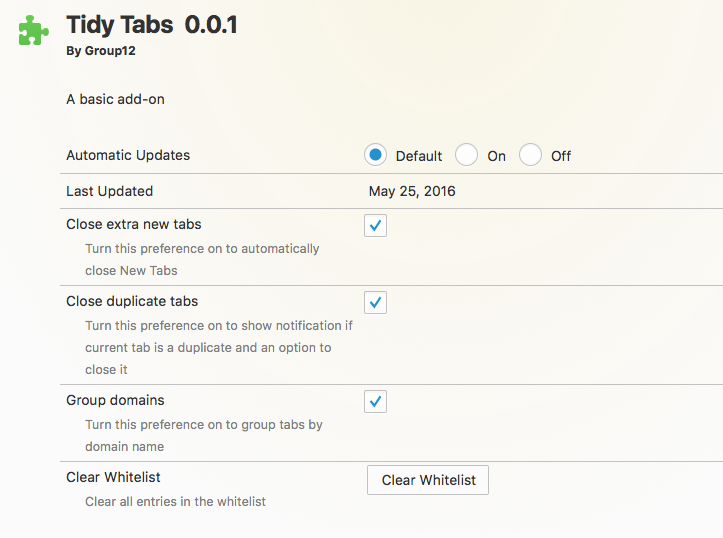 Tidy Tabs 0.0.1
By Group12
A basic add-on
Automatic Updates Default On Off
Last Updated May 25, 2016
Close extra new tabs
Turn this preference on to automatically
close New Tabs
Close duplicate tabs
Turn this preference on to show notification if
current tab is a duplicate and an option to
close it
Group domains
Turn this preference on to group tabs by
domain name
Clear Whitelist Clear Whitelist
Clear all entries in the whitelist